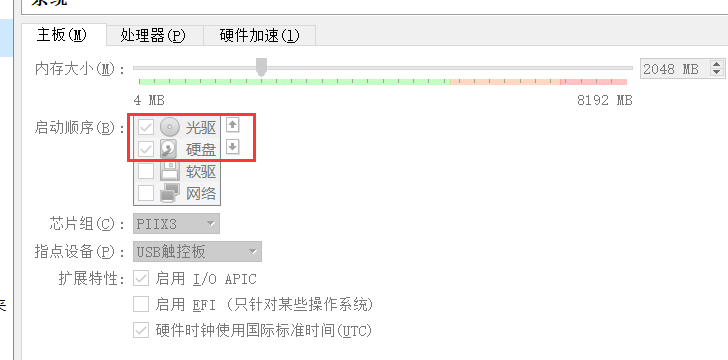 主板(M) 处理器(P) 硬件加速(l)
内存大小(M): 2048 MB
4 MB 8192 MB
启动顺序(B): 光驱
硬盘
软驱
网络
芯片组(C): PIIX3
指点设备(P): USB触控板
扩展特性: 启用 I/O APIC
启用 EFI (只针对某些操作系统)
硬件时钟使用国际标准时间(UTC)